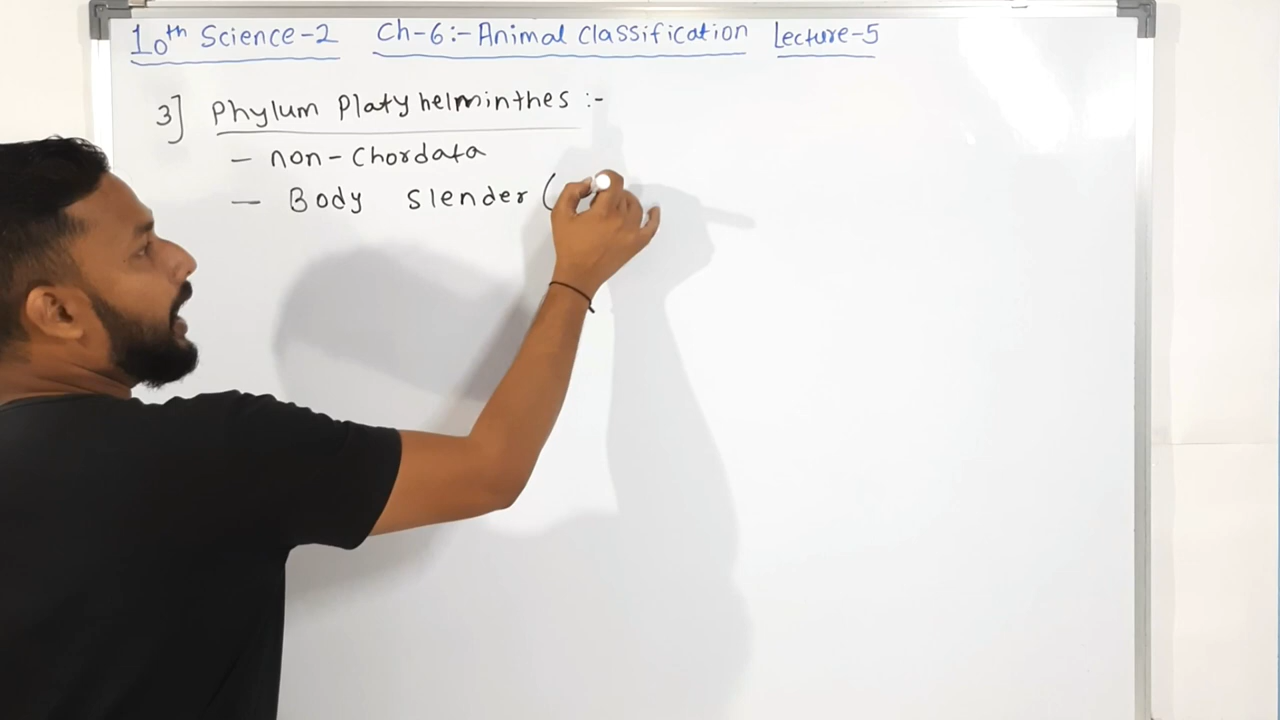 10th Science-2 Ch-6:- Animal Classification Lecture-5
3] Phylum Platyhelminthes :-
- non-Chordata
- Body Slender (